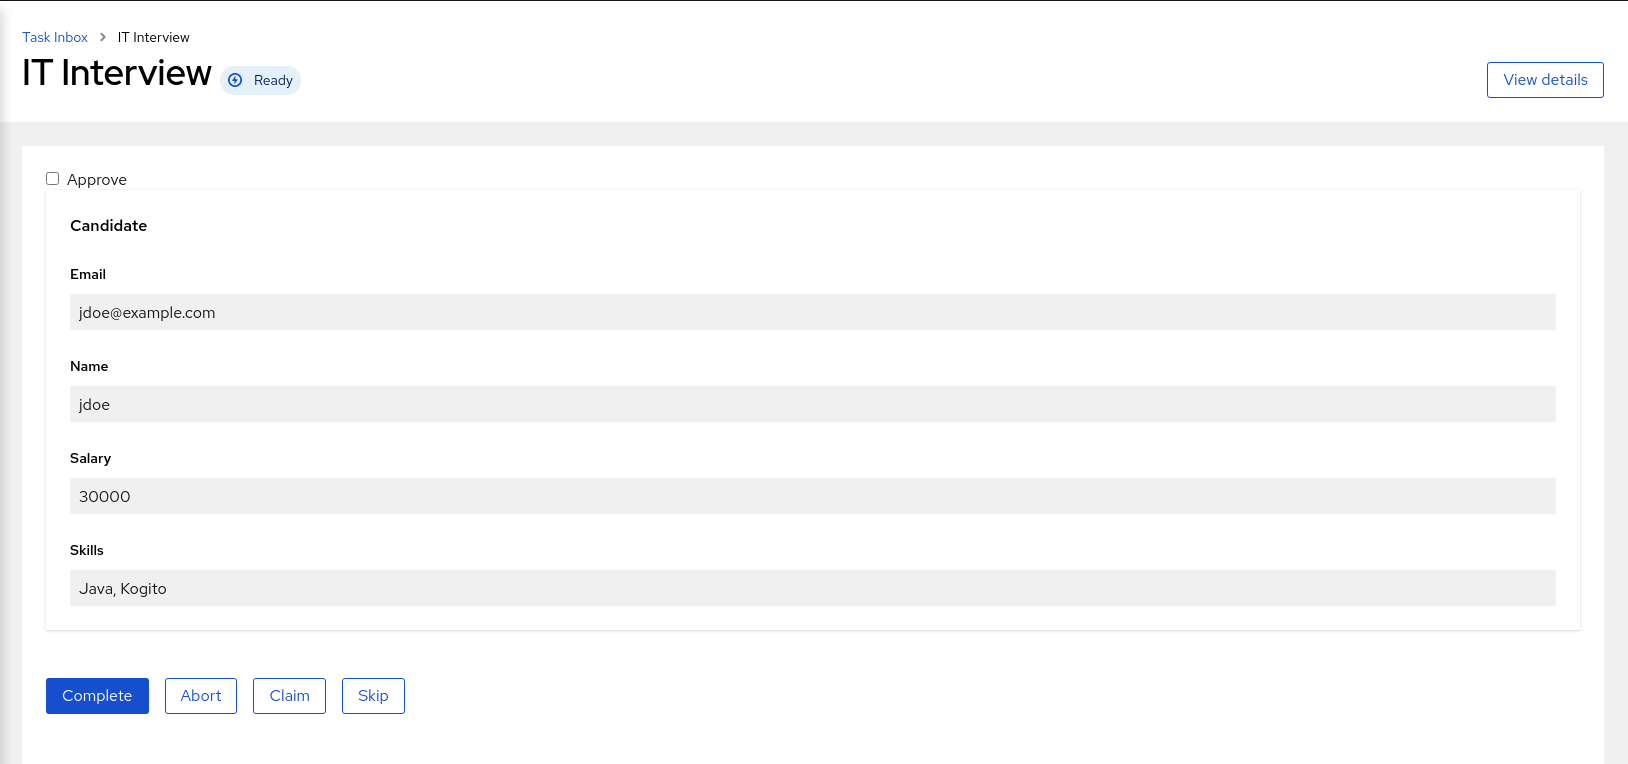 Task Inbox > IT Interview
IT Interview Ready
View details
Approve
Candidate
Email
jdoe@example.com
Name
jdoe
Salary
30000
Skills
Java, Kogito
Complete Abort Claim Skip